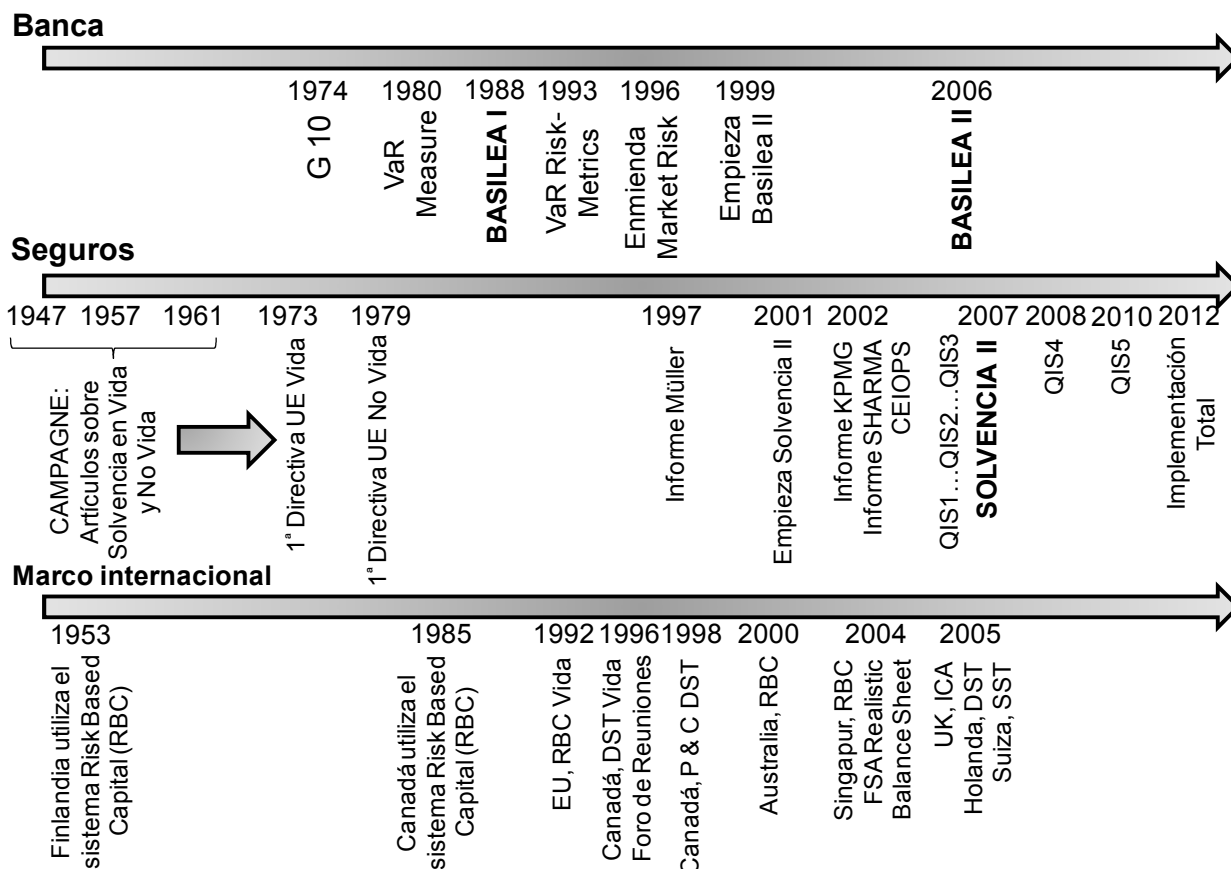 Banca
1974
G 10
1980
VaR
Measure
1988
BASILEA I
1993
VaR Risk-
Metrics
1996
Enmienda
Market Risk
1999
Empieza
Basilea II
2006
BASILEA II
Seguros
1947
1957
1961
CAMPAGNE:
Artículos sobre
Solvencia en Vida
y No Vida
1973
1ª Directiva UE Vida
1979
1ª Directiva UE No Vida
1997
Informe Müller
2001
Empieza Solvencia II
2002
Informe KPMG
Informe SHARMA
CEIOPS
QIS1…QIS2…QIS3
2007
SOLVENCIA II
2008
QIS4
2010
QIS5
2012
Implementación
Total
Marco internacional
1953
Finlandia utiliza el
sistema Risk Based
Capital (RBC)
1985
Canadá utiliza el
sistema Risk Based
Capital (RBC)
1992
EU, RBC Vida
1996
Canadá, DST Vida
Foro de Reuniones
1998
Canadá, P & C DST
2000
Australia, RBC
2004
Singapur, RBC
FSA Realistic
Balance Sheet
2005
UK, ICA
Holanda, DST
Suiza, SST